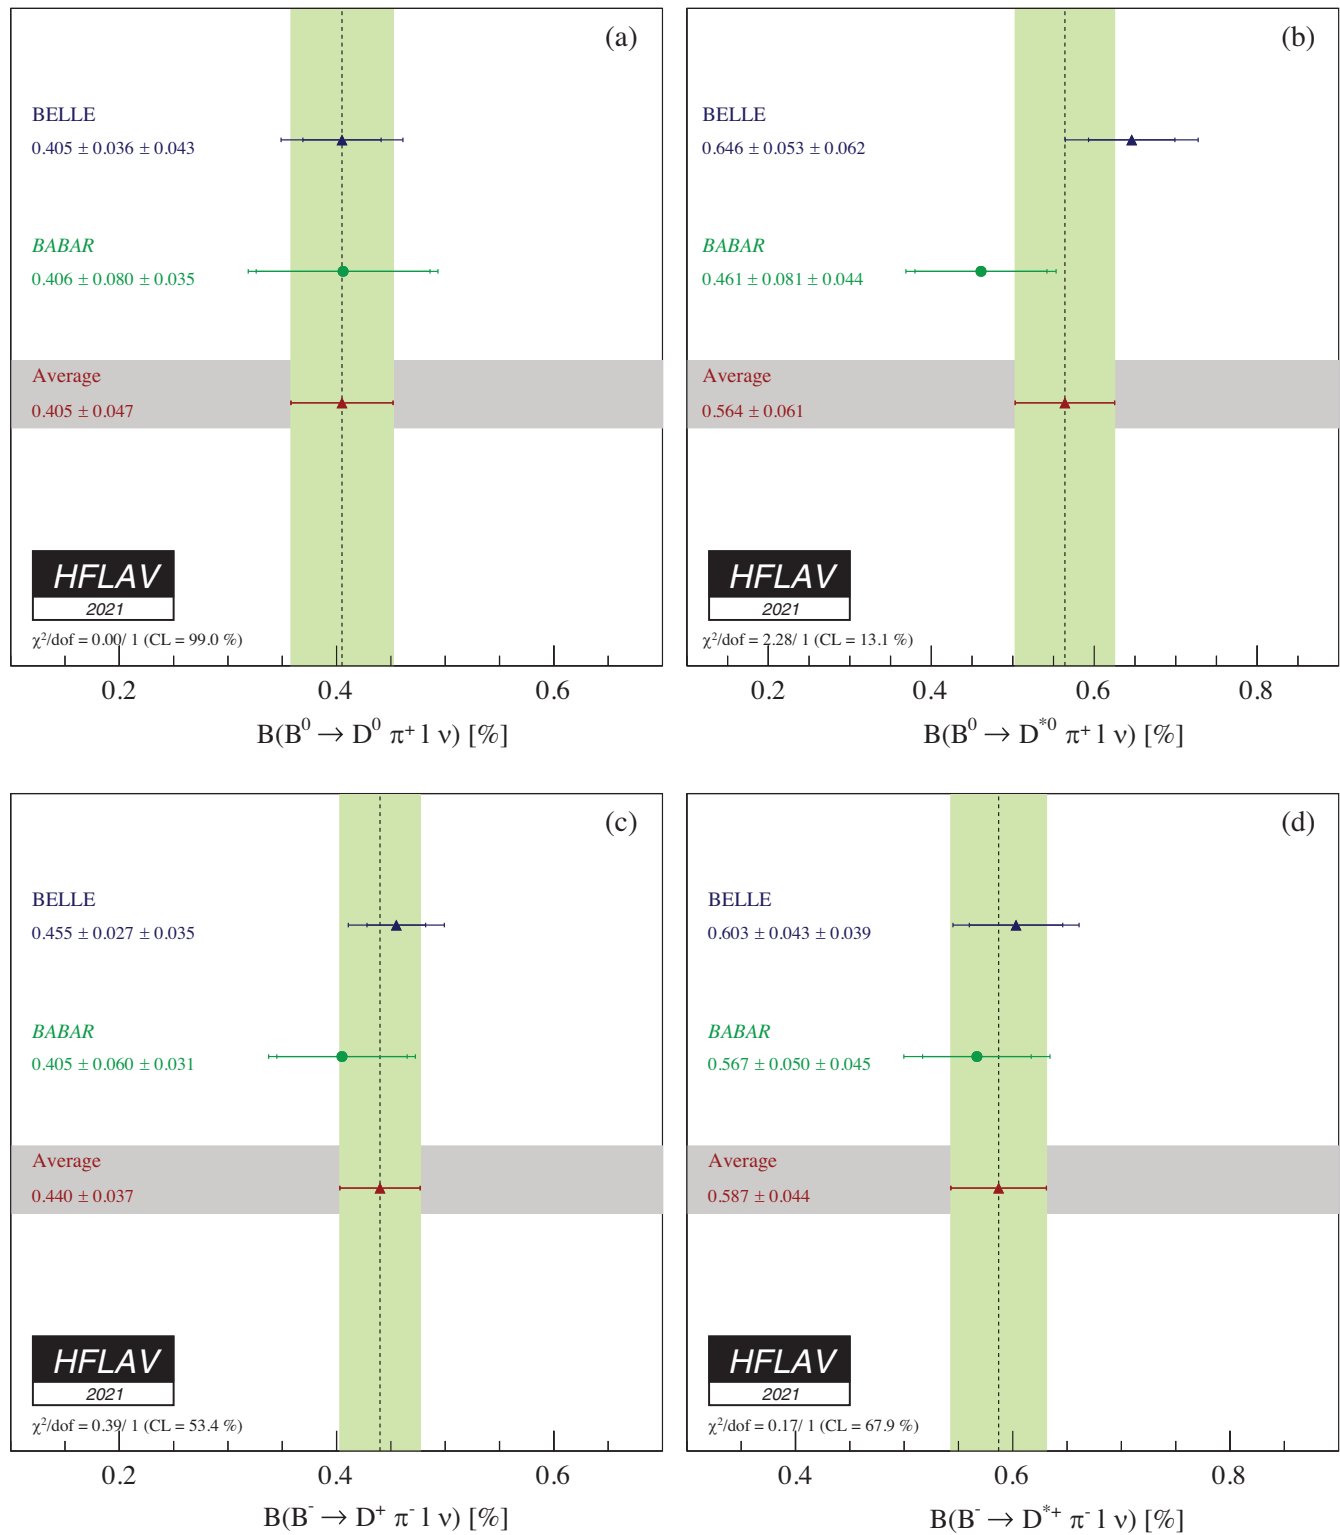 (a)
BELLE
0.405 ± 0.036 ± 0.043
BABAR
0.406 ± 0.080 ± 0.035
Average
0.405 ± 0.047
HFLAV
2021
χ²/dof = 0.00/ 1 (CL = 99.0 %)
0.2 0.4 0.6
B(B⁰ → D⁰ π⁺ l ν) [%]
(b)
BELLE
0.646 ± 0.053 ± 0.062
BABAR
0.461 ± 0.081 ± 0.044
Average
0.564 ± 0.061
HFLAV
2021
χ²/dof = 2.28/ 1 (CL = 13.1 %)
0.2 0.4 0.6 0.8
B(B⁰ → D*⁰ π⁺ l ν) [%]
(c)
BELLE
0.455 ± 0.027 ± 0.035
BABAR
0.405 ± 0.060 ± 0.031
Average
0.440 ± 0.037
HFLAV
2021
χ²/dof = 0.39/ 1 (CL = 53.4 %)
0.2 0.4 0.6
B(B⁻ → D⁺ π⁻ l ν) [%]
(d)
BELLE
0.603 ± 0.043 ± 0.039
BABAR
0.567 ± 0.050 ± 0.045
Average
0.587 ± 0.044
HFLAV
2021
χ²/dof = 0.17/ 1 (CL = 67.9 %)
0.4 0.6 0.8
B(B⁻ → D*⁺ π⁻ l ν) [%]